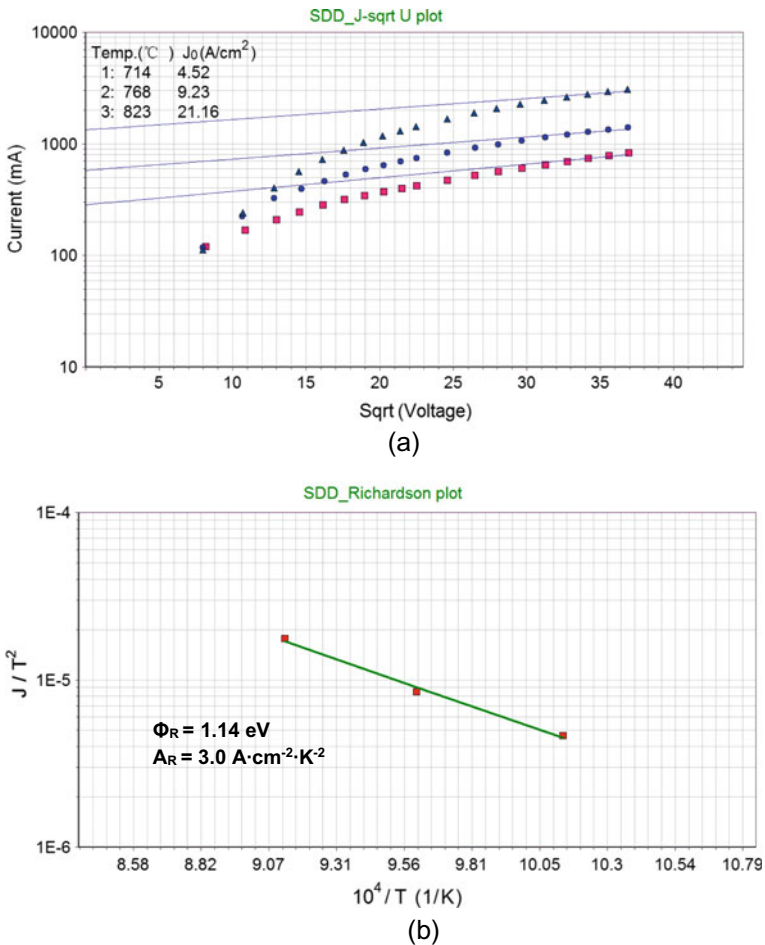 SDD_J-sqrt U plot
10000
1000
100
10
Current (mA)
Temp.(℃ ) J₀(A/cm²)
1: 714 4.52
2: 768 9.23
3: 823 21.16
5 10 15 20 25 30 35 40
Sqrt (Voltage)
(a)
SDD_Richardson plot
1E-4
1E-5
1E-6
J / T²
ΦR = 1.14 eV
AR = 3.0 A·cm⁻²·K⁻²
8.58 8.82 9.07 9.31 9.56 9.81 10.05 10.3 10.54 10.79
10⁴/ T (1/K)
(b)